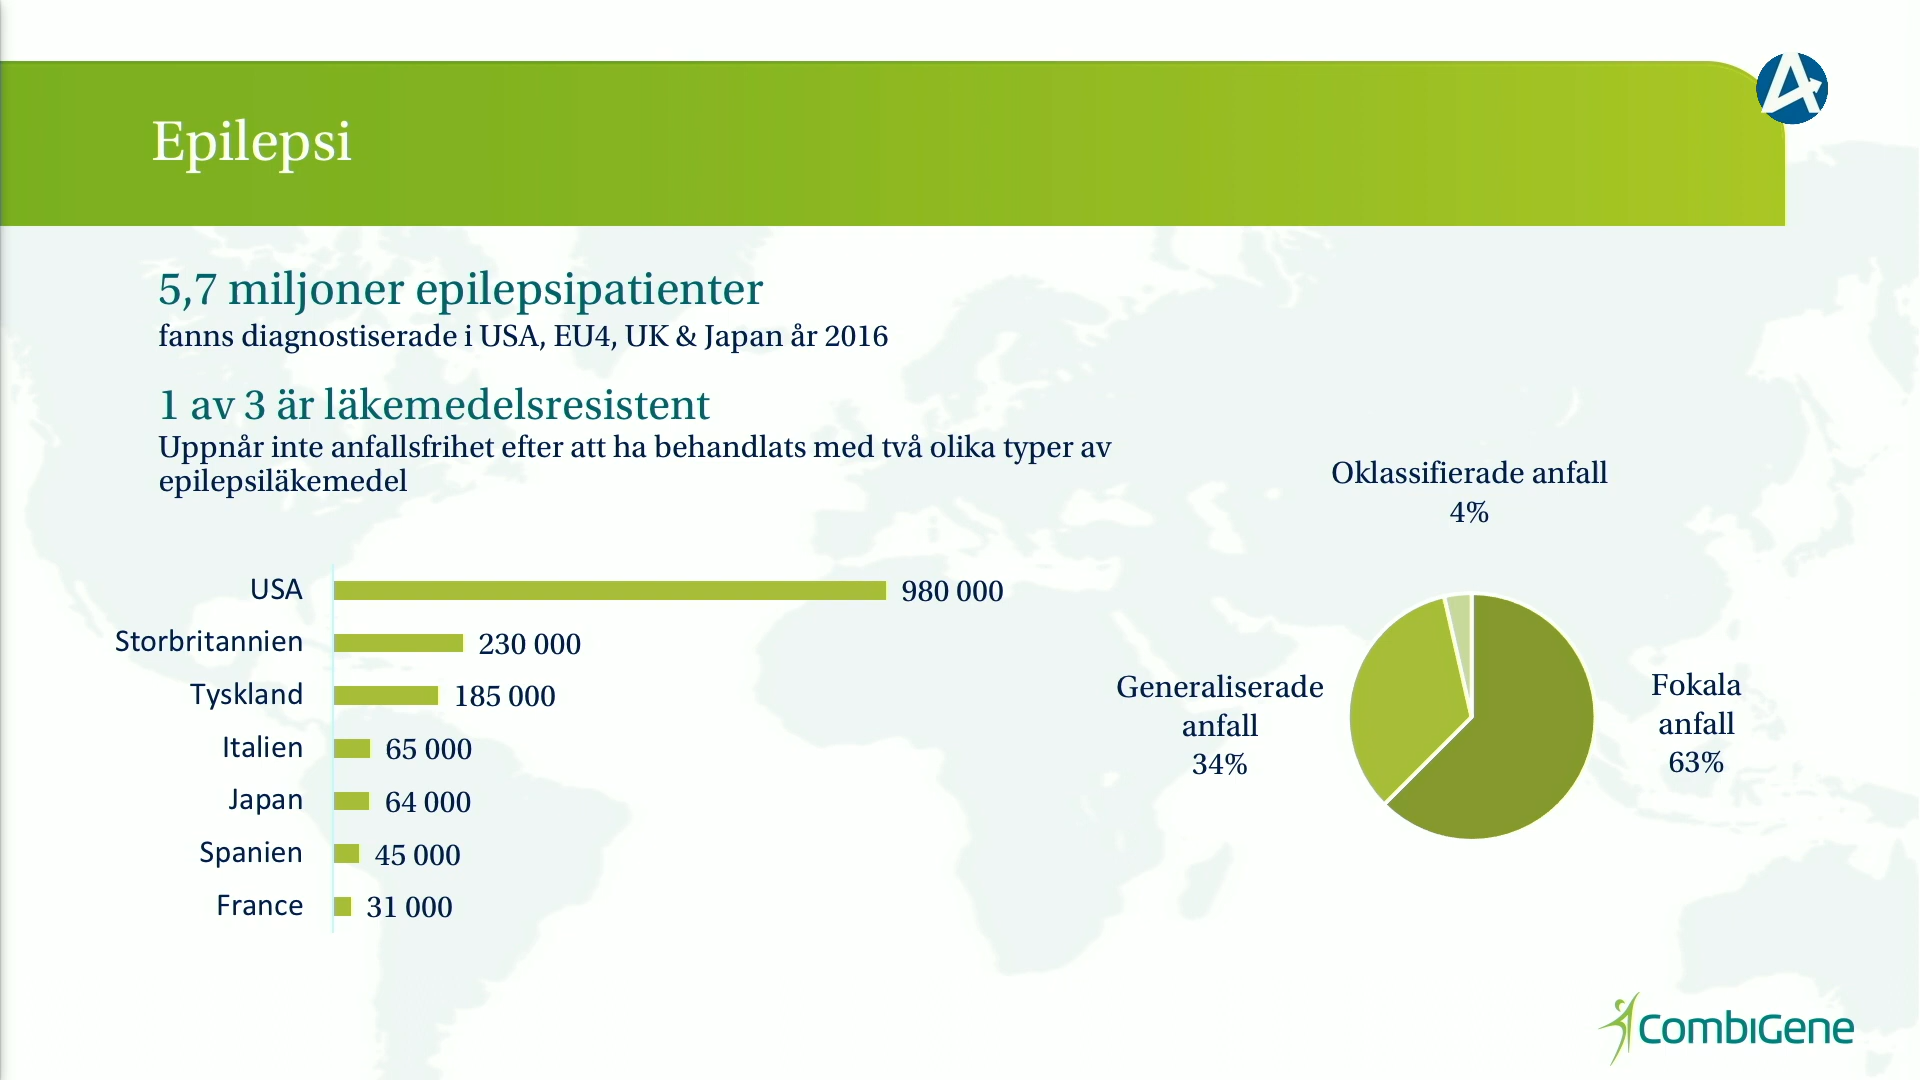 Epilepsi
5,7 miljoner epilepsipatienter
fanns diagnostiserade i USA, EU4, UK & Japan år 2016
1 av 3 är läkemedelsresistent
Uppnår inte anfallsfrihet efter att ha behandlats med två olika typer av
epilepsiläkemedel
USA 980 000
Storbritannien 230 000
Tyskland 185 000
Italien 65 000
Japan 64 000
Spanien 45 000
France 31 000
Oklassifierade anfall
4%
Generaliserade
anfall
34%
Fokala
anfall
63%
CombiGene